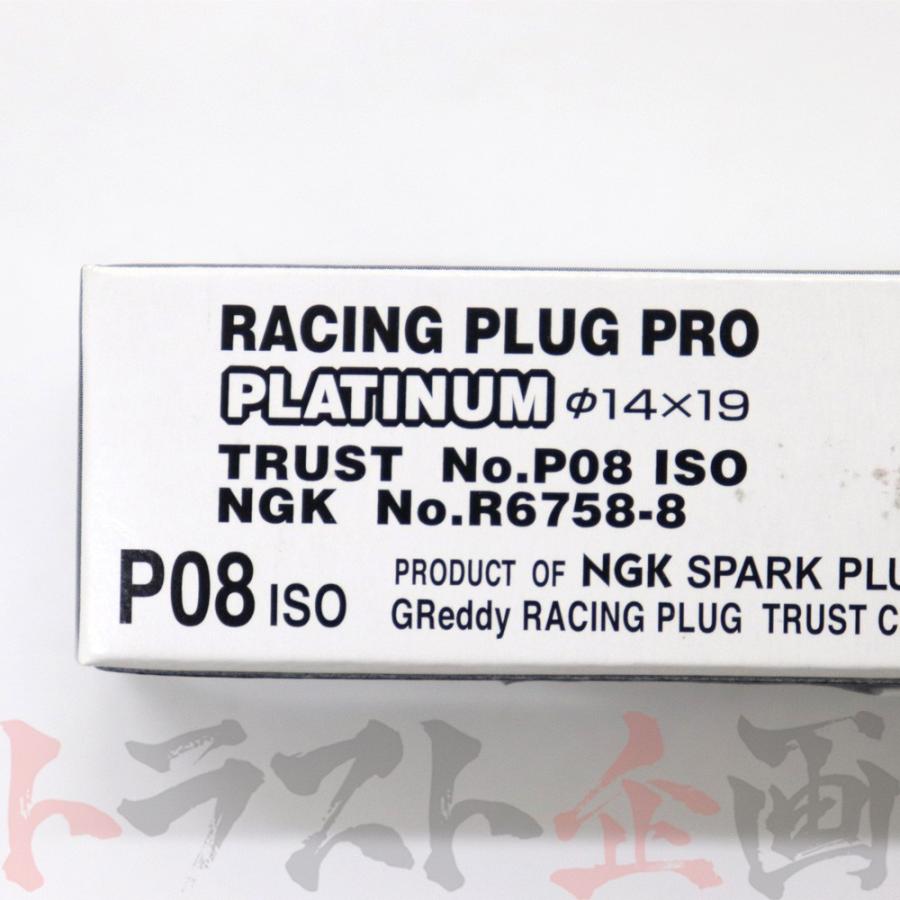 RACING PLUG PRO
PLATINUM φ14×19
TRUST No.P08 ISO
NGK No.R6758-8
P08 ISO
PRODUCT OF NGK SPARK PLU
GReddy RACING PLUG TRUST C
トラスト企画